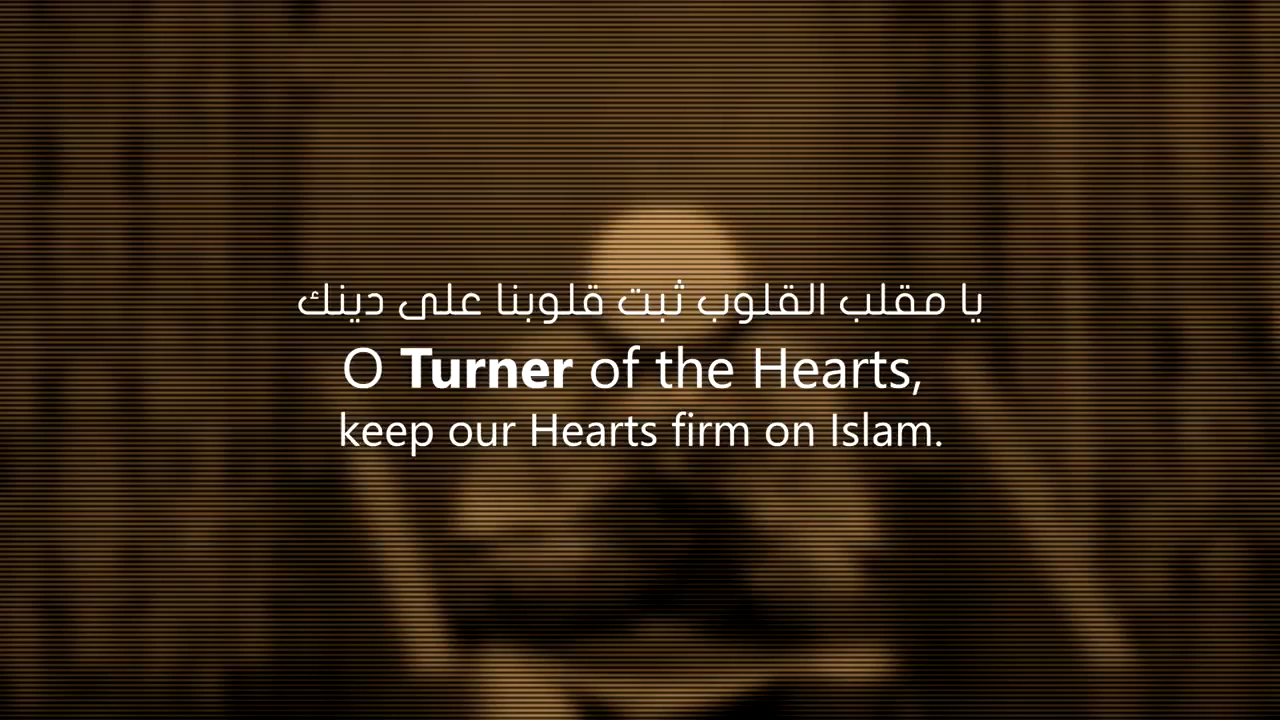 يا مقلب القلوب ثبت قلوبنا على دينك
O Turner of the Hearts,
keep our Hearts firm on Islam.